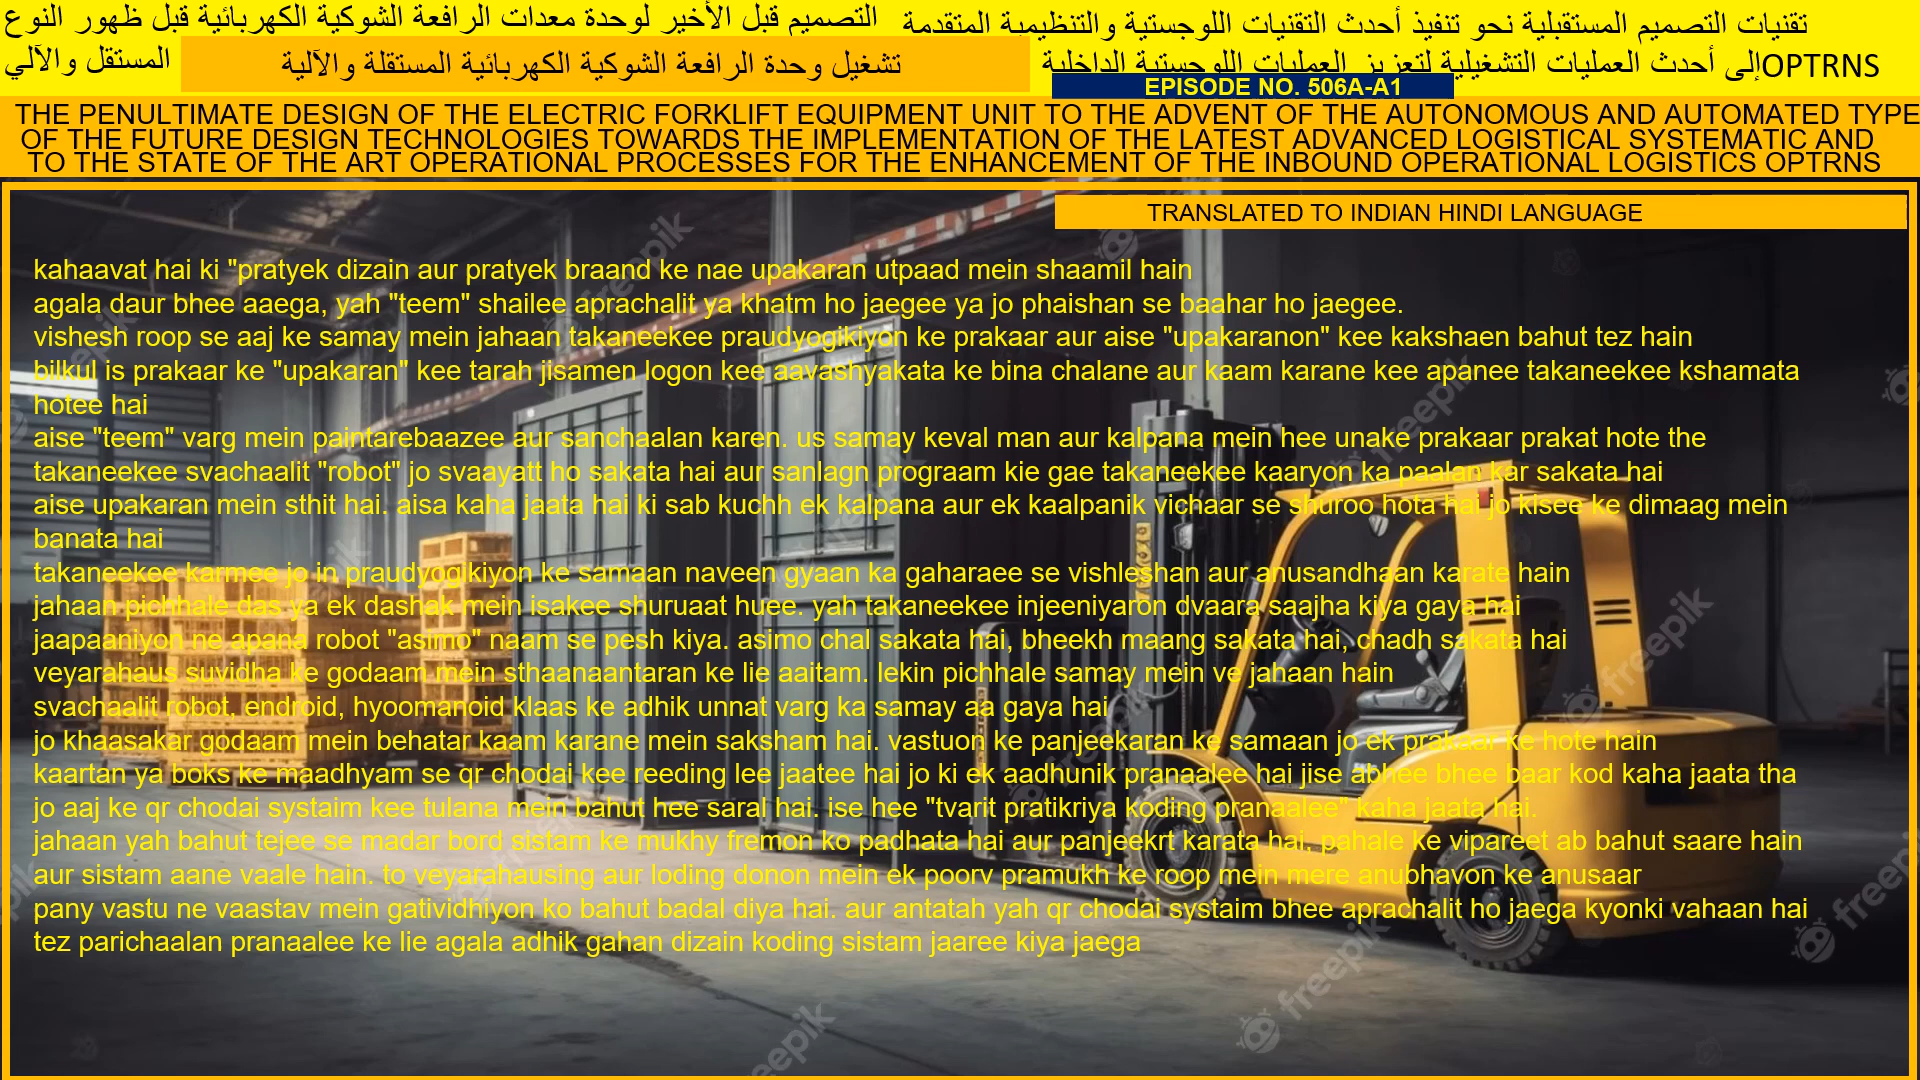 تقنيات التصميم المستقبلية نحو تنفيذ أحدث التقنيات اللوجستية والتنظيمية المتقدمة
التصميم قبل الأخير لوحدة معدات الرافعة الشوكية الكهربائية قبل ظهور النوع
OPTRNSإلى أحدث العمليات التشغيلية لتعزيز العمليات اللوجستية الداخلية
تشغيل وحدة الرافعة الشوكية الكهربائية المستقلة والآلية
المستقل والآلي
EPISODE NO. 506A-A1
THE PENULTIMATE DESIGN OF THE ELECTRIC FORKLIFT EQUIPMENT UNIT TO THE ADVENT OF THE AUTONOMOUS AND AUTOMATED TYPE
OF THE FUTURE DESIGN TECHNOLOGIES TOWARDS THE IMPLEMENTATION OF THE LATEST ADVANCED LOGISTICAL SYSTEMATIC AND
TO THE STATE OF THE ART OPERATIONAL PROCESSES FOR THE ENHANCEMENT OF THE INBOUND OPERATIONAL LOGISTICS OPTRNS
TRANSLATED TO INDIAN HINDI LANGUAGE
kahaavat hai ki "pratyek dizain aur pratyek braand ke nae upakaran utpaad mein shaamil hain
agala daur bhee aaega, yah "teem" shailee aprachalit ya khatm ho jaegee ya jo phaishan se baahar ho jaegee.
vishesh roop se aaj ke samay mein jahaan takaneekee praudyogikiyon ke prakaar aur aise "upakaranon" kee kakshaen bahut tez hain
bilkul is prakaar ke "upakaran" kee tarah jisamen logon kee aavashyakata ke bina chalane aur kaam karane kee apanee takaneekee kshamata
hotee hai
aise "teem" varg mein paintarebaazee aur sanchaalan karen. us samay keval man aur kalpana mein hee unake prakaar prakat hote the
takaneekee svachaalit "robot" jo svaayatt ho sakata hai aur sanlagn prograam kie gae takaneekee kaaryon ka paalan kar sakata hai
aise upakaran mein sthit hai. aisa kaha jaata hai ki sab kuchh ek kalpana aur ek kaalpanik vichaar se shuroo hota hai jo kisee ke dimaag mein
banata hai
takaneekee karmee jo in praudyogikiyon ke samaan naveen gyaan ka gaharaee se vishleshan aur anusandhaan karate hain
jahaan pichhale das ya ek dashak mein isakee shuruaat huee. yah takaneekee injeeniyaron dvaara saajha kiya gaya hai
jaapaaniyon ne apana robot "asimo" naam se pesh kiya. asimo chal sakata hai, bheekh maang sakata hai, chadh sakata hai
veyarahaus suvidha ke godaam mein sthaanaantaran ke lie aaitam. lekin pichhale samay mein ve jahaan hain
svachaalit robot, endroid, hyoomanoid klaas ke adhik unnat varg ka samay aa gaya hai
jo khaasakar godaam mein behatar kaam karane mein saksham hai. vastuon ke panjeekaran ke samaan jo ek prakaar ke hote hain
kaartan ya boks ke maadhyam se qr chodai kee reeding lee jaatee hai jo ki ek aadhunik pranaalee hai jise abhee bhee baar kod kaha jaata tha
jo aaj ke qr chodai systaim kee tulana mein bahut hee saral hai. ise hee "tvarit pratikriya koding pranaalee" kaha jaata hai.
jahaan yah bahut tejee se madar bord sistam ke mukhy fremon ko padhata hai aur panjeekrt karata hai. pahale ke vipareet ab bahut saare hain
aur sistam aane vaale hain. to veyarahausing aur loding donon mein ek poorv pramukh ke roop mein mere anubhavon ke anusaar
pany vastu ne vaastav mein gatividhiyon ko bahut badal diya hai. aur antatah yah qr chodai systaim bhee aprachalit ho jaega kyonki vahaan hai
tez parichaalan pranaalee ke lie agala adhik gahan dizain koding sistam jaaree kiya jaega